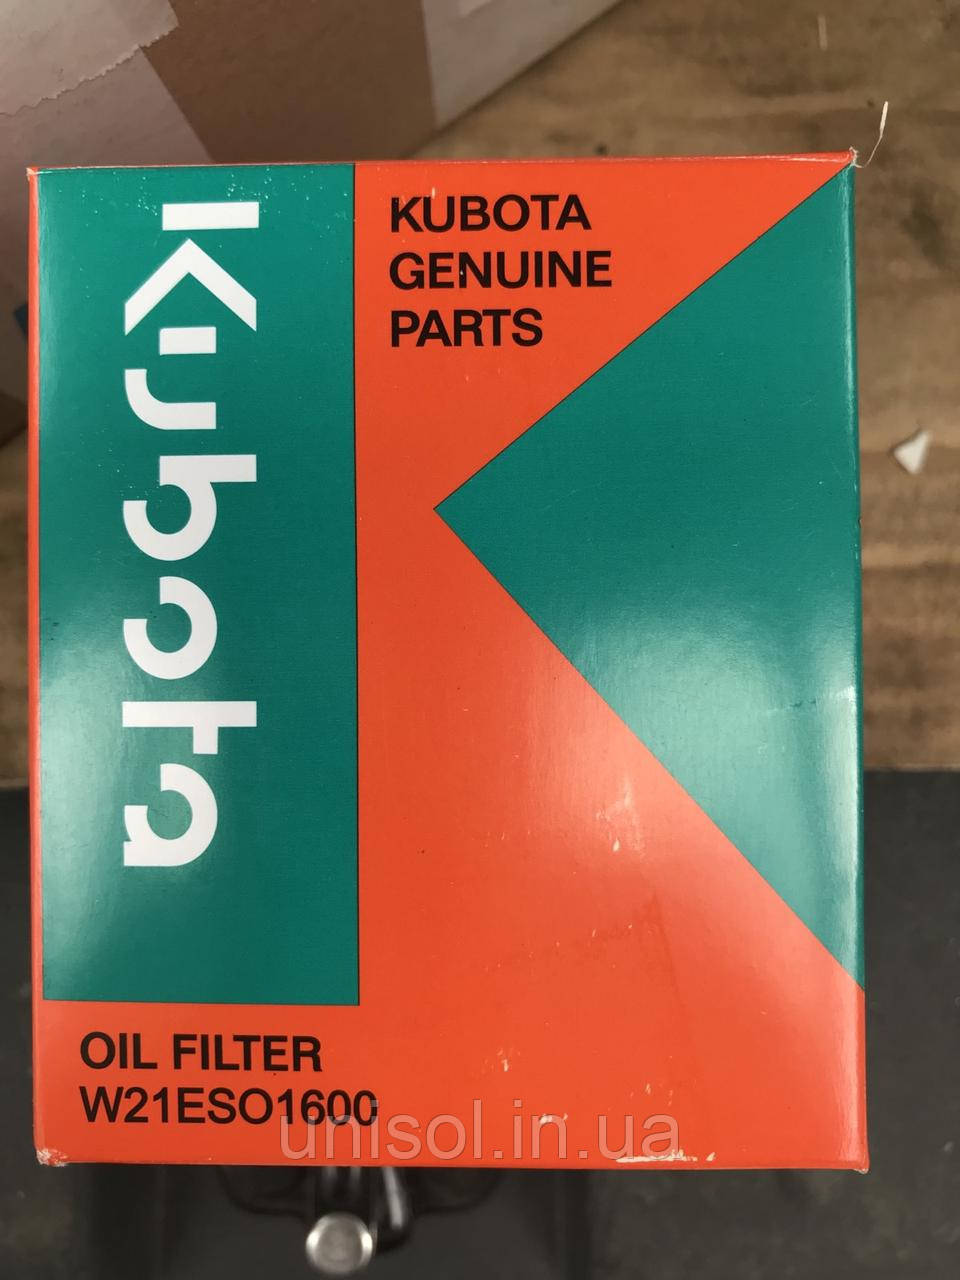 Kubota
KUBOTA
GENUINE
PARTS
OIL FILTER
W21ESO1600
unisol.in.ua